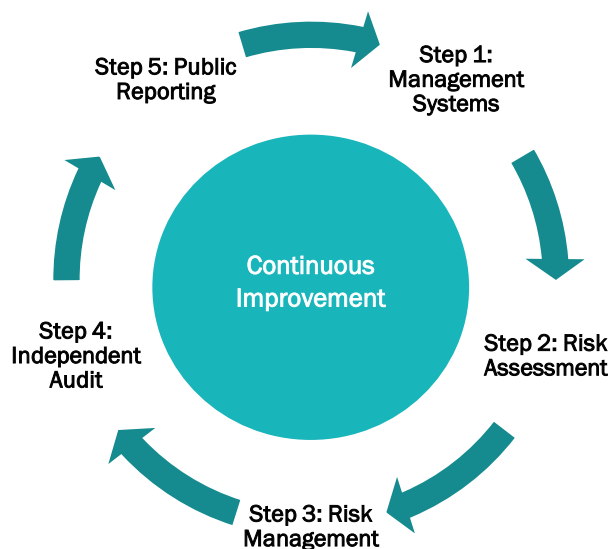 Step 1:
Management
Systems
Step 2: Risk
Assessment
Step 3: Risk
Management
Step 4:
Independent
Audit
Step 5: Public
Reporting
Continuous
Improvement